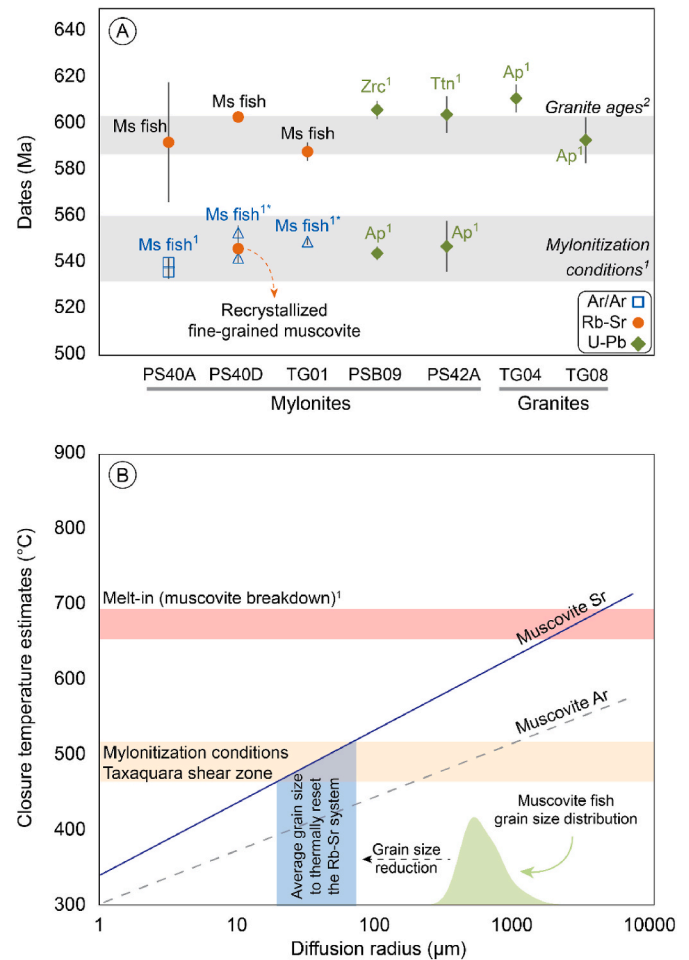 A
640
620
600
580
560
540
520
500
Dates (Ma)
Ms fish
Ms fish
Ms fish
Zrc¹
Ttn¹
Ap¹
Granite ages²
Ap¹
Ms fish¹
Ms fish¹*
Ms fish¹*
Ap¹
Ap¹
Mylonitization
conditions¹
Recrystallized
fine-grained muscovite
Ar/Ar
Rb-Sr
U-Pb
PS40A PS40D TG01 PSB09 PS42A TG04 TG08
Mylonites Granites
B
900
800
700
600
500
400
300
Closure temperature estimates (°C)
Melt-in (muscovite breakdown)¹
Muscovite Sr
Muscovite Ar
Mylonitization conditions
Taxaquara shear zone
Average grain size
to thermally reset
the Rb-Sr system
Grain size
reduction
Muscovite fish
grain size distribution
1 10 100 1000 10000
Diffusion radius (µm)